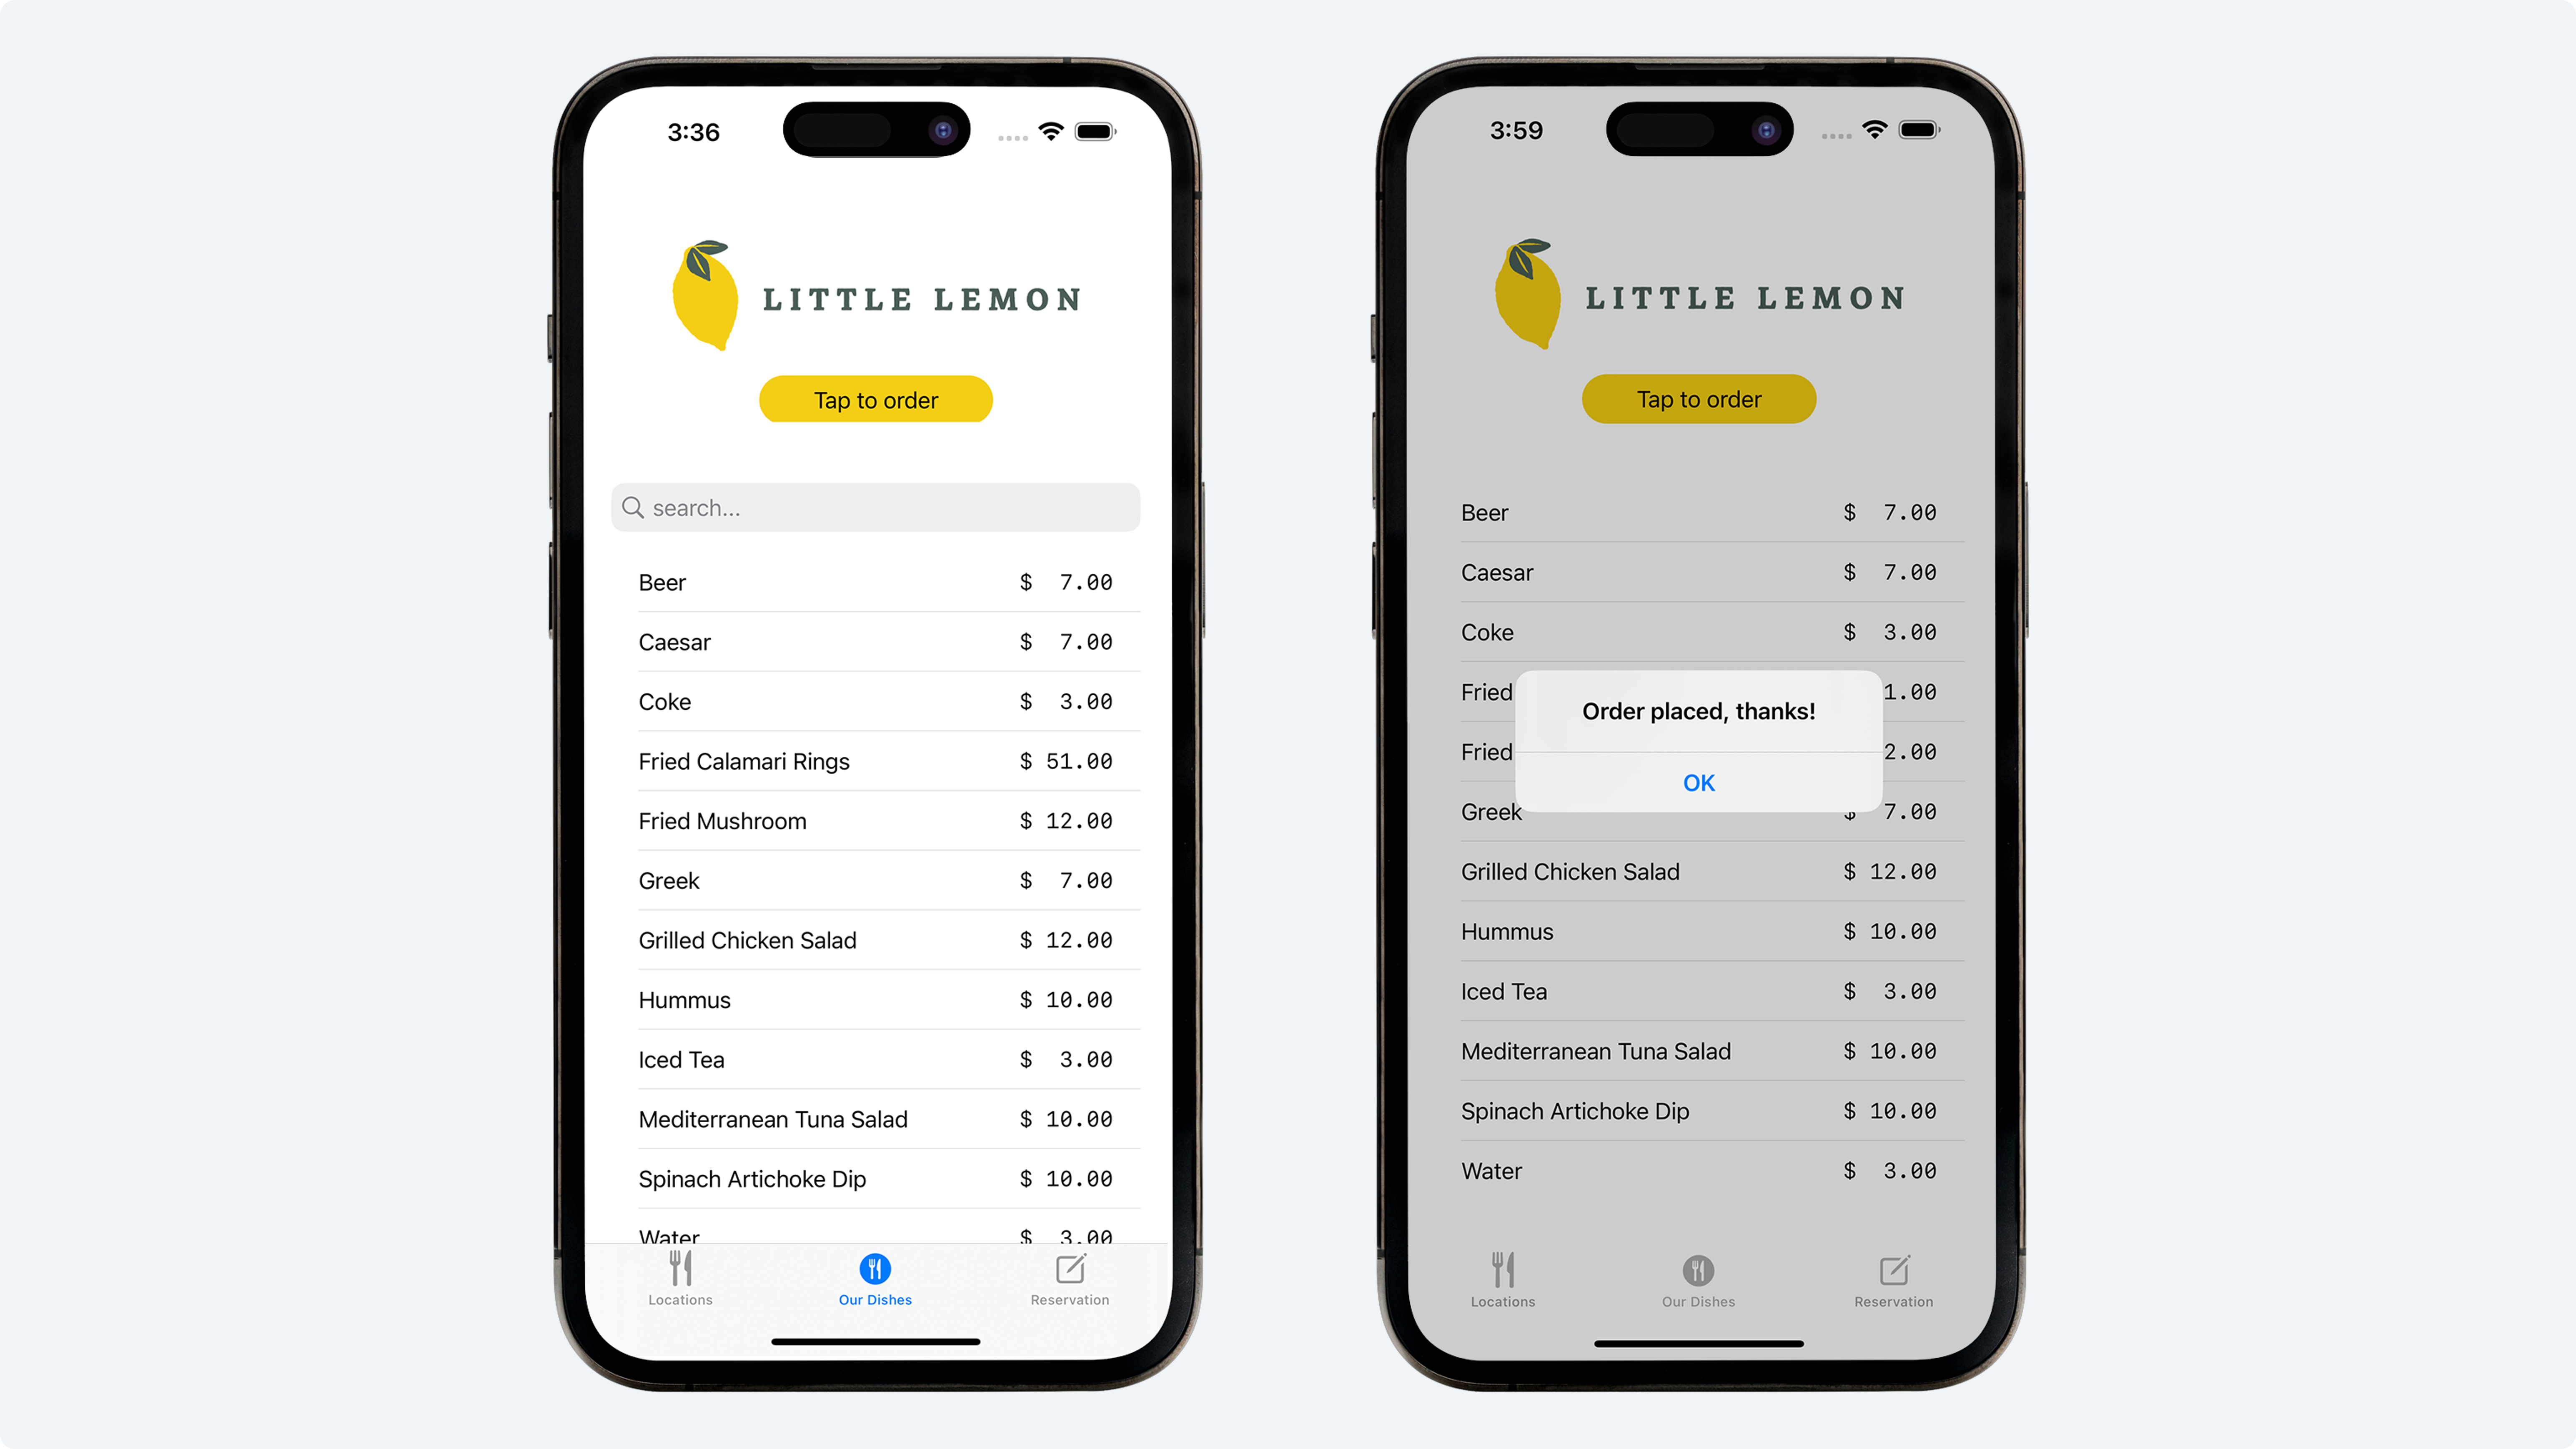 3:36
LITTLE LEMON
Tap to order
search...
Beer $ 7.00
Caesar $ 7.00
Coke $ 3.00
Fried Calamari Rings $ 51.00
Fried Mushroom $ 12.00
Greek $ 7.00
Grilled Chicken Salad $ 12.00
Hummus $ 10.00
Iced Tea $ 3.00
Mediterranean Tuna Salad $ 10.00
Spinach Artichoke Dip $ 10.00
Water $ 3.00
Locations Our Dishes Reservation
3:59
LITTLE LEMON
Tap to order
Beer $ 7.00
Caesar $ 7.00
Coke $ 3.00
Fried 1.00
Order placed, thanks!
Fried 2.00
OK
Greek $ 7.00
Grilled Chicken Salad $ 12.00
Hummus $ 10.00
Iced Tea $ 3.00
Mediterranean Tuna Salad $ 10.00
Spinach Artichoke Dip $ 10.00
Water $ 3.00
Locations Our Dishes Reservation